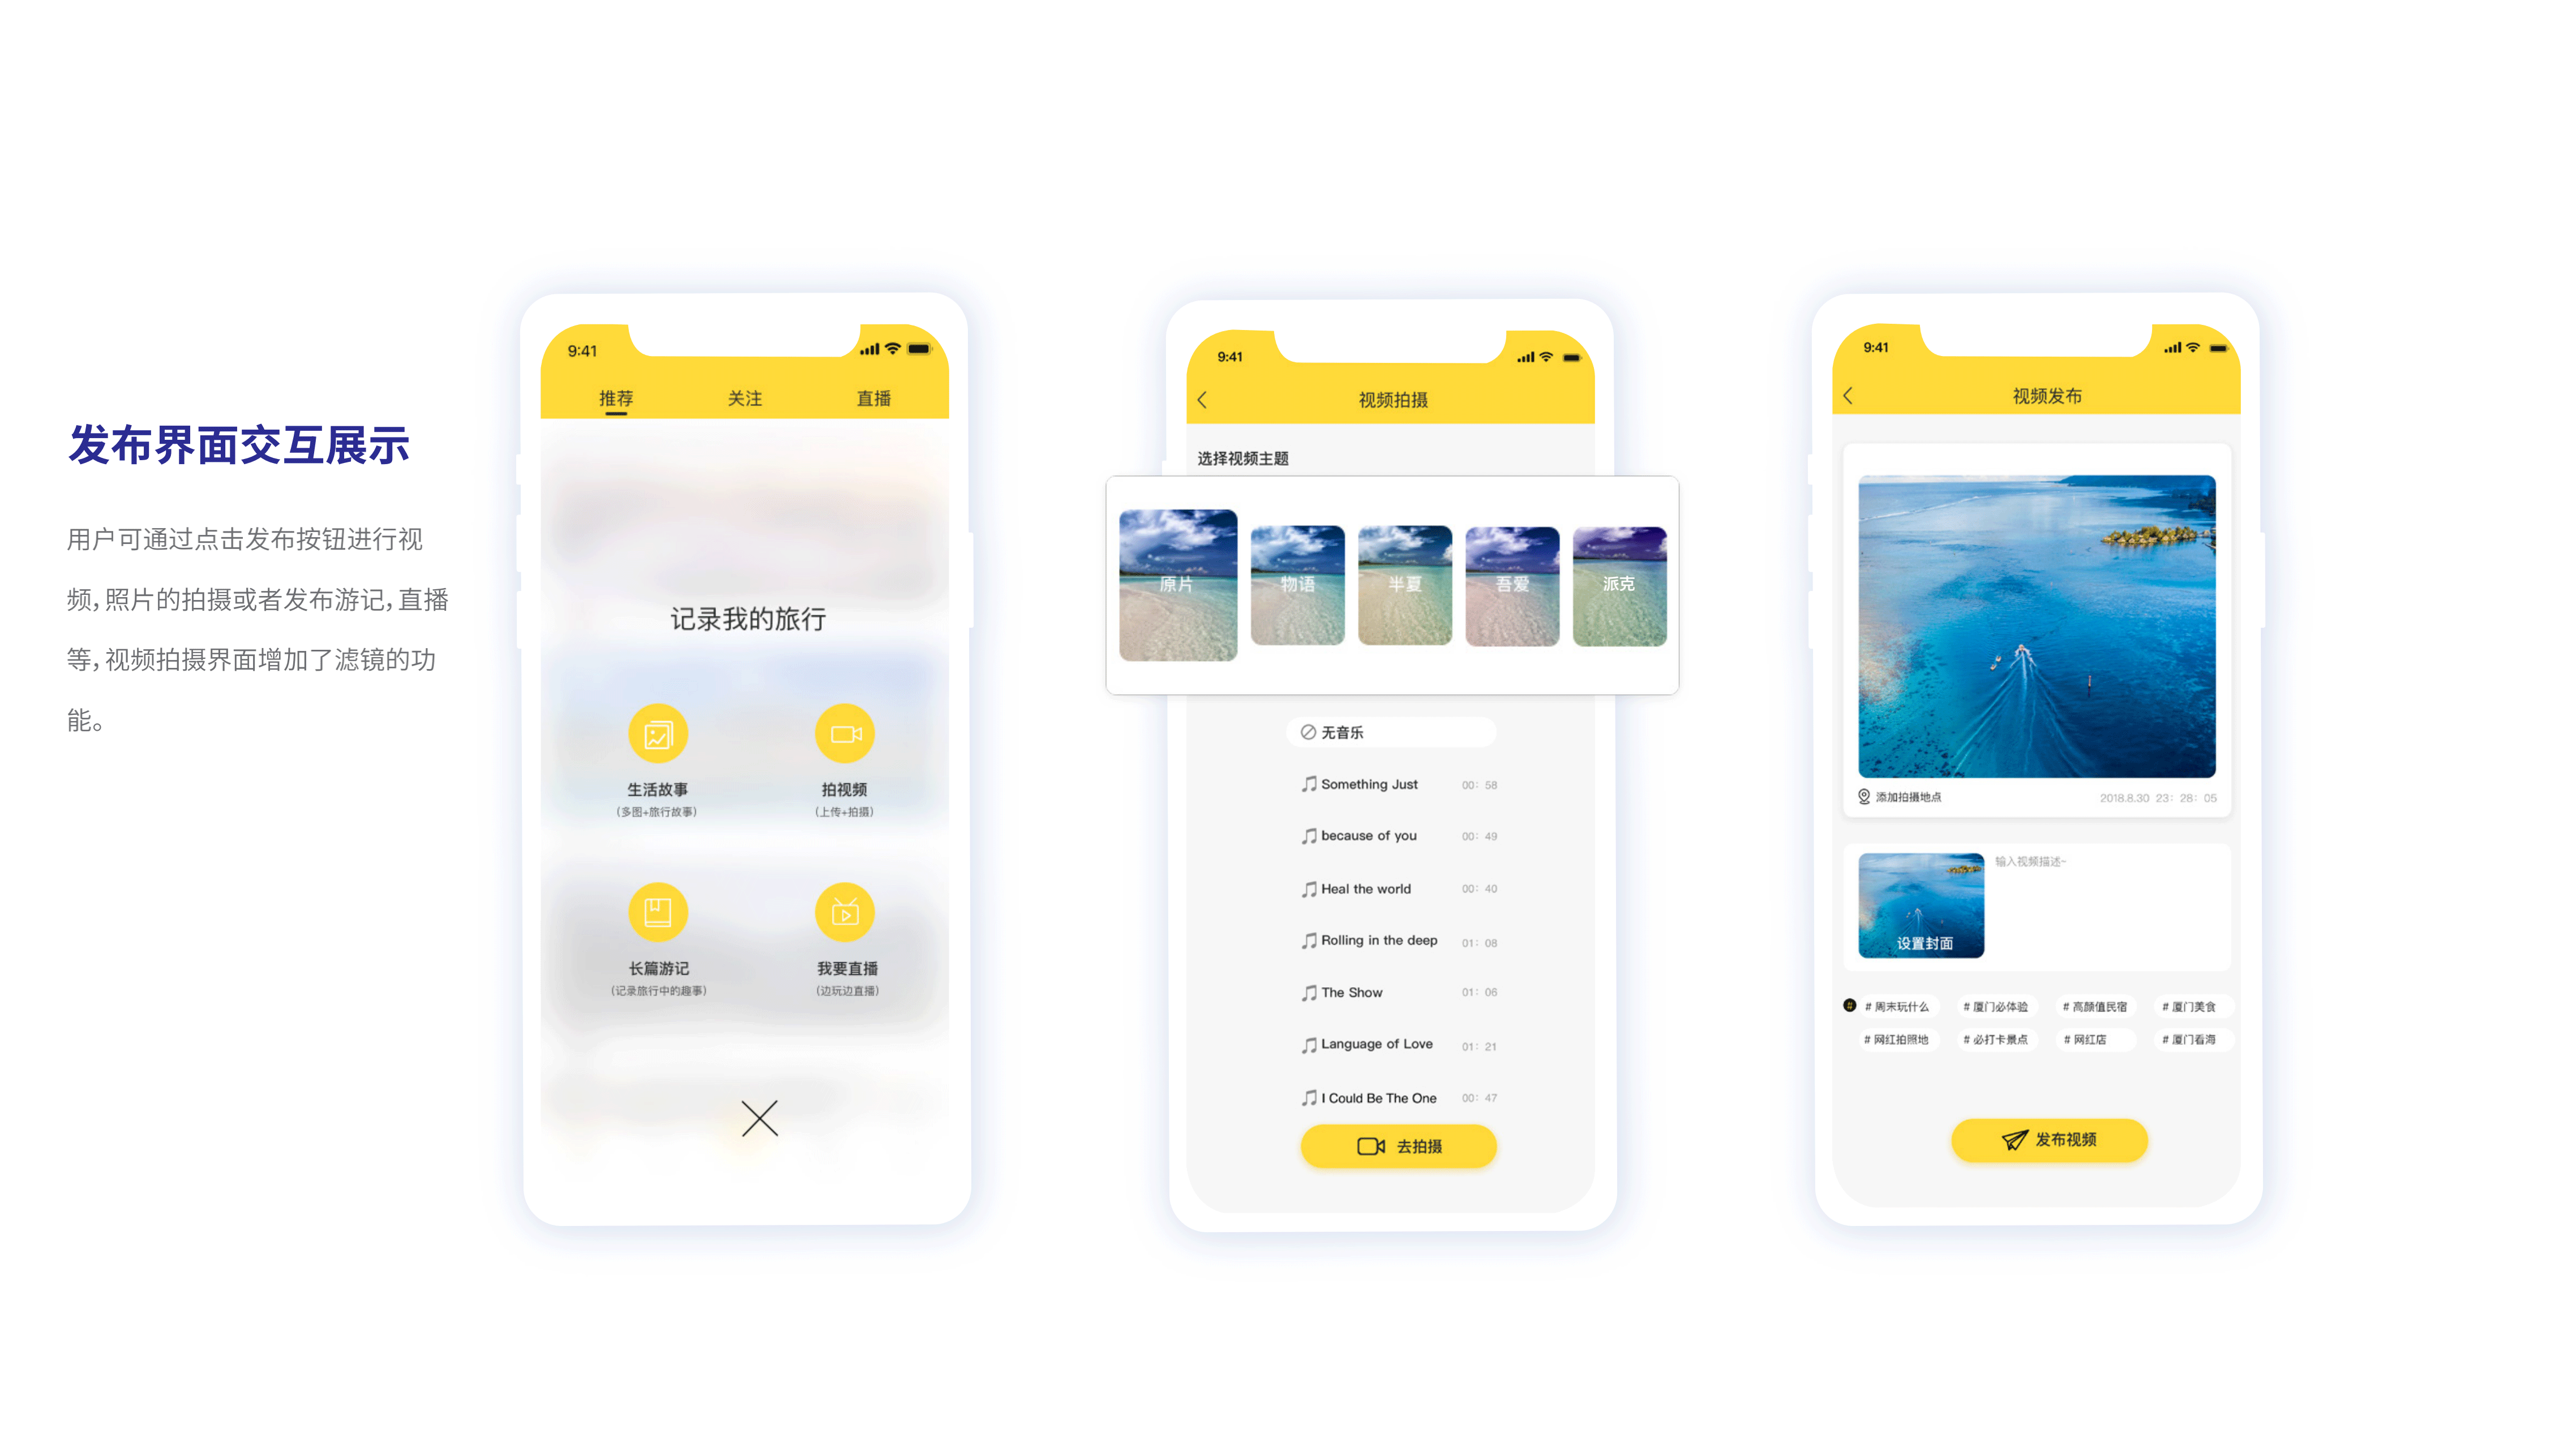 发布界面交互展示
用户可通过点击发布按钮进行视
频，照片的拍摄或者发布游记，直播
等，视频拍摄界面增加了滤镜的功
能。
9:41
推荐 关注 直播
记录我的旅行
生活故事 拍视频
(多图+旅行故事) (上传+拍摄)
长篇游记 我要直播
(记录旅行中的趣事) (边玩边直播)
9:41
视频拍摄
选择视频主题
原片 物语 半夏 吾爱 派克
无音乐
Something Just 00: 58
because of you 00: 49
Heal the world 00: 40
Rolling in the deep 01: 08
The Show 01: 06
Language of Love 01: 21
I Could Be The One 00: 47
去拍摄
9:41
视频发布
添加拍摄地点 2018.8.30 23: 28: 05
输入视频描述~
设置封面
# # 周末玩什么 # 厦门必体验 # 高颜值民宿 # 厦门美食
# 网红拍照地 # 必打卡景点 # 网红店 # 厦门看海
发布视频